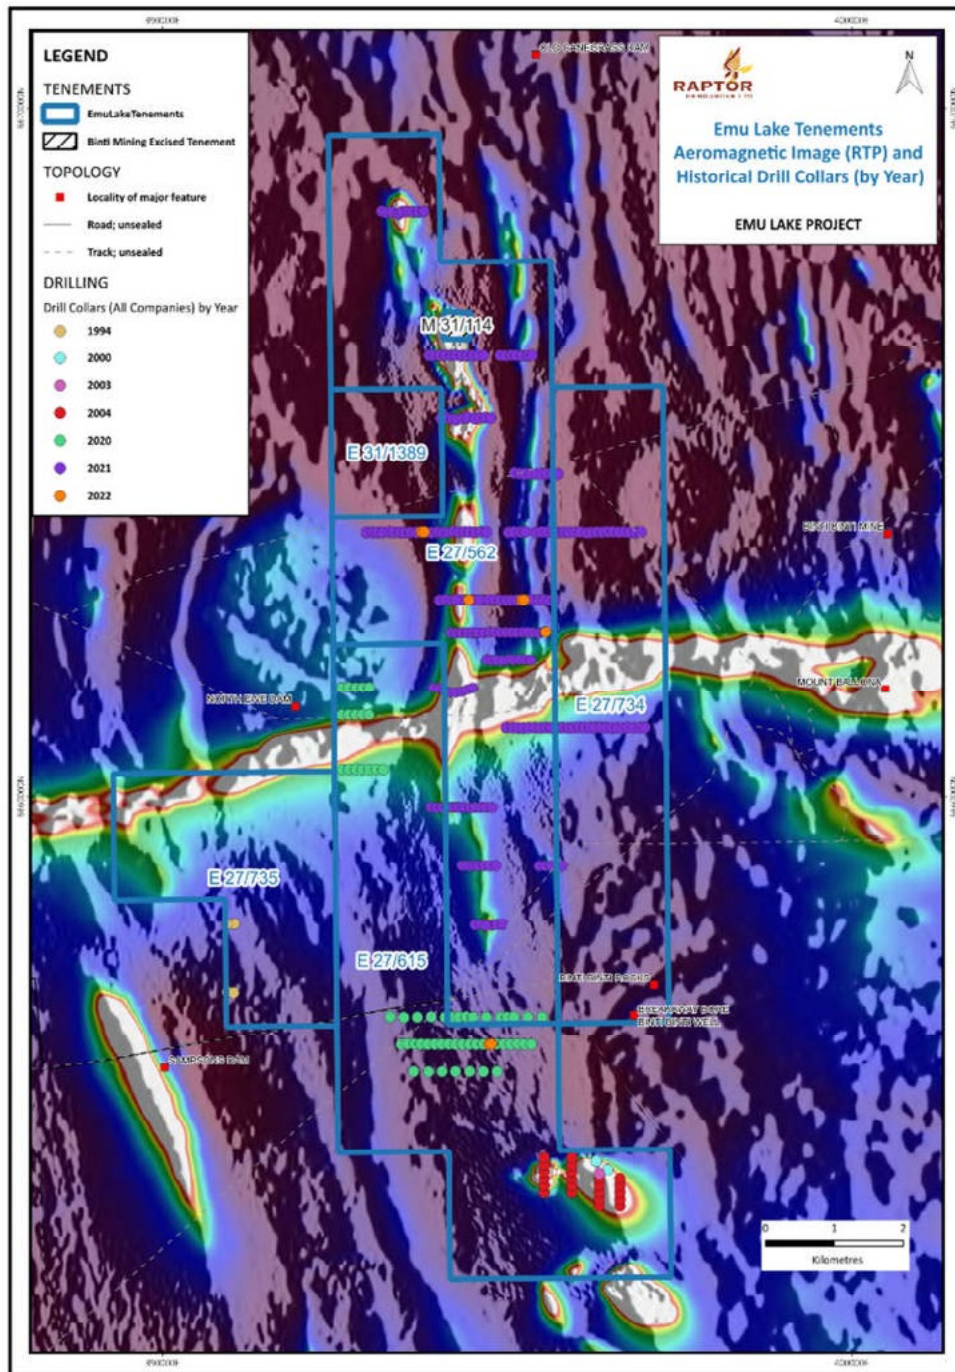 LEGEND
TENEMENTS
EmuLakeTenements
Binti Mining Excised Tenement
TOPOLOGY
Locality of major feature
Road; unsealed
Track; unsealed
DRILLING
Drill Collars (All Companies) by Year
1994
2000
2003
2004
2020
2021
2022
RAPTOR
N
Emu Lake Tenements
Aeromagnetic Image (RTP) and
Historical Drill Collars (by Year)
EMU LAKE PROJECT
M 31/114
E 31/1389
BINTI BINTI MINE
E 27/562
MOUNT BALLONA
NORTH EWE DAM
E 27/734
E 27/735
E 27/615
BINTI BINTI ROCKS
BREAKAWAY BORE
BINTI BINTI WELL
SIMPSONS DAM
0 1 2
Kilometres